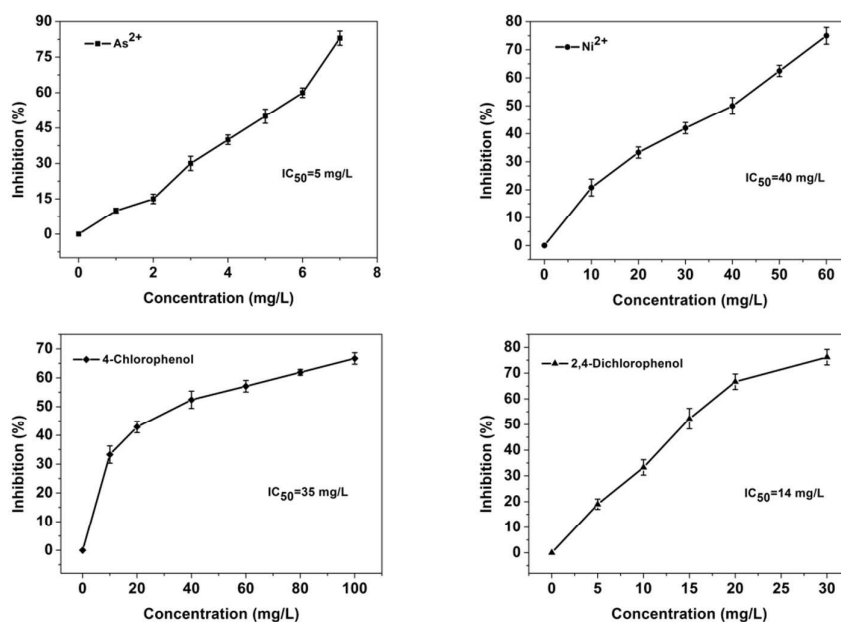 90
75
60
45
30
15
0
Inhibition (%)
As2+
IC50=5 mg/L
0 2 4 6 8
Concentration (mg/L)
80
70
60
50
40
30
20
10
0
Inhibition (%)
Ni2+
IC50=40 mg/L
0 10 20 30 40 50 60
Concentration (mg/L)
70
60
50
40
30
20
10
0
Inhibition (%)
4-Chlorophenol
IC50=35 mg/L
0 20 40 60 80 100
Concentration (mg/L)
80
70
60
50
40
30
20
10
0
Inhibition (%)
2,4-Dichlorophenol
IC50=14 mg/L
0 5 10 15 20 25 30
Concentration (mg/L)